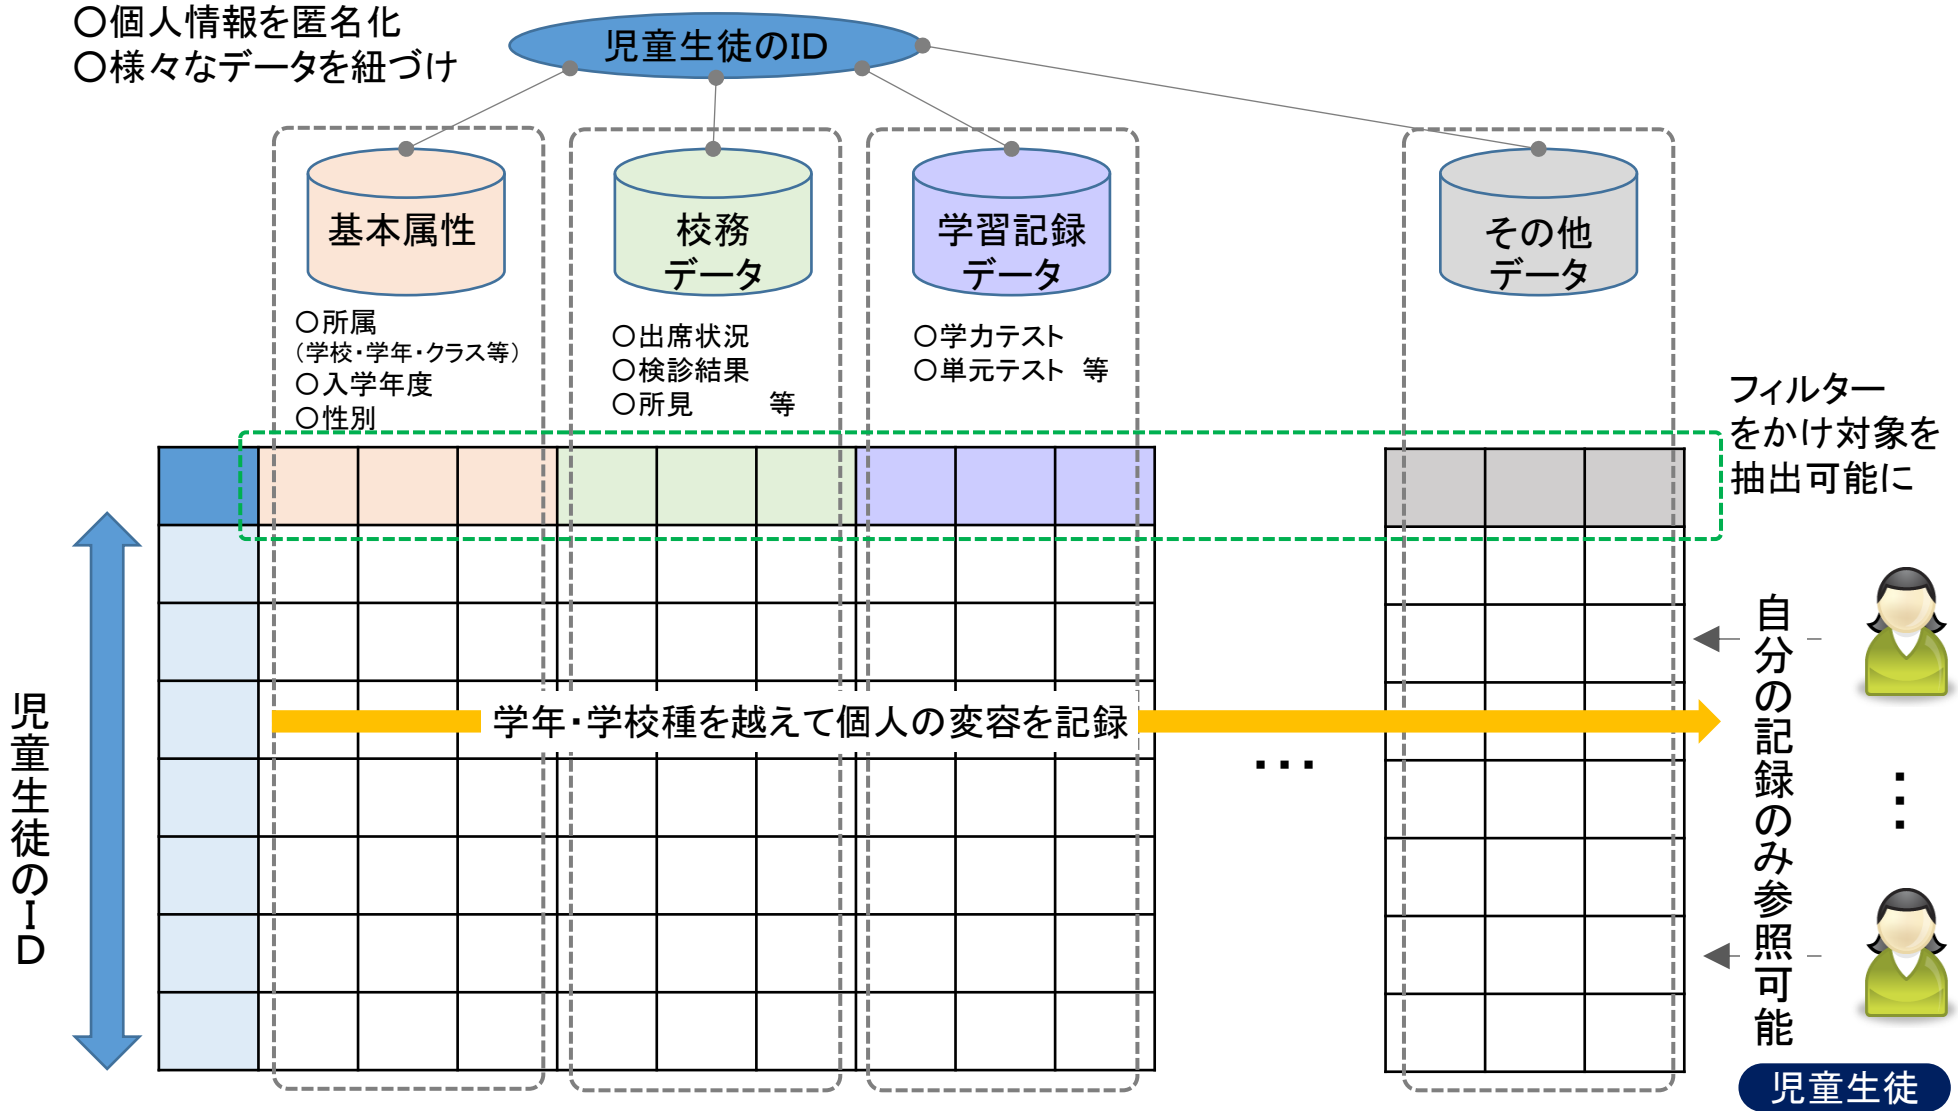 〇個人情報を匿名化
〇様々なデータを紐づけ
児童生徒のID
基本属性
校務
データ
学習記録
データ
その他
データ
〇所属
（学校・学年・クラス等）
〇入学年度
〇性別
〇出席状況
〇検診結果
〇所見　　　等
〇学力テスト
〇単元テスト　等
フィルター
をかけ対象を
抽出可能に
児童生徒のID
学年・学校種を越えて個人の変容を記録
・・・
自分の記録のみ参照可能
・・・
児童生徒